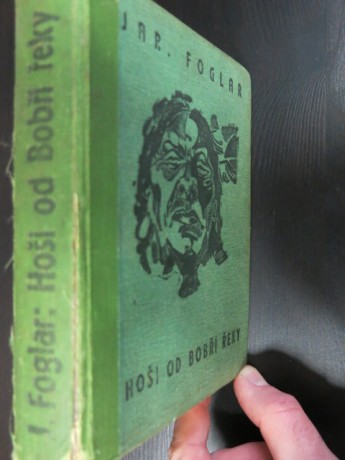 J. Foglar: Hoši od Bobří řeky
JAR. FOGLAR
HOŠI OD BOBŘÍ ŘEKY